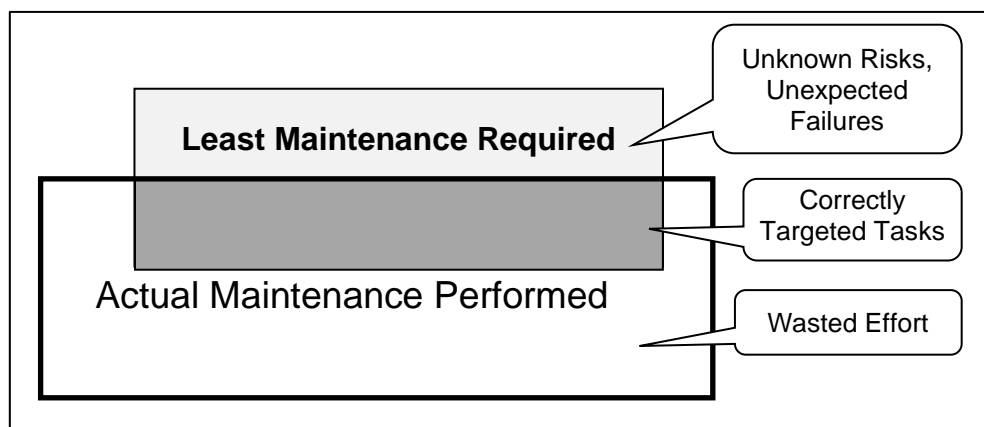 Unknown Risks,
Unexpected
Failures
Least Maintenance Required
Correctly
Targeted Tasks
Actual Maintenance Performed
Wasted Effort